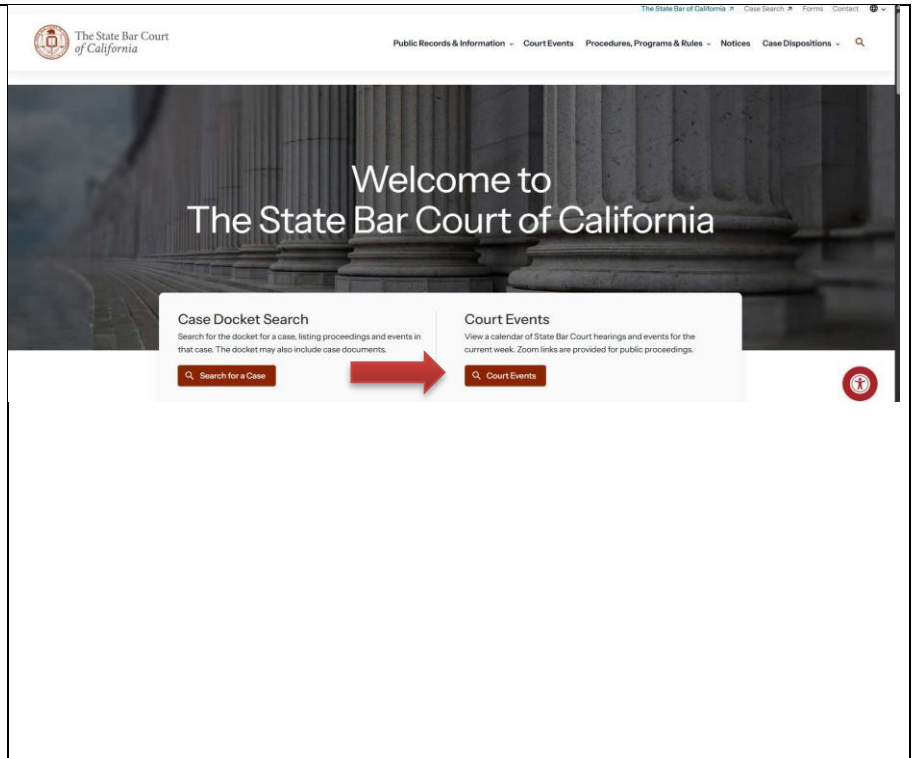 The State Bar of California Case Search Forms Contact
The State Bar Court
of California
Public Records & Information Court Events Procedures, Programs & Rules Notices Case Dispositions
Welcome to
The State Bar Court of California
Case Docket Search
Search for the docket for a case, listing proceedings and events in
that case. The docket may also include case documents.
Search for a Case
Court Events
View a calendar of State Bar Court hearings and events for the
current week. Zoom links are provided for public proceedings.
Court Events